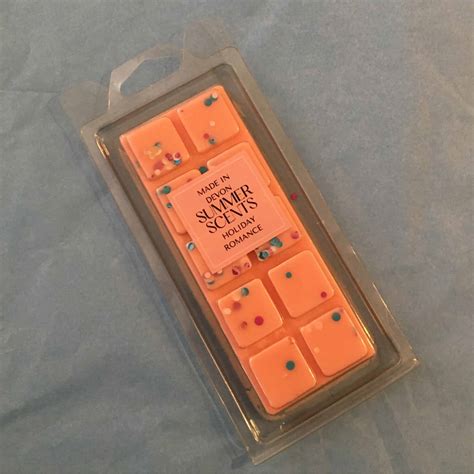 MADE IN
DEVON
SUMMER
SCENTS
HOLIDAY
ROMANCE